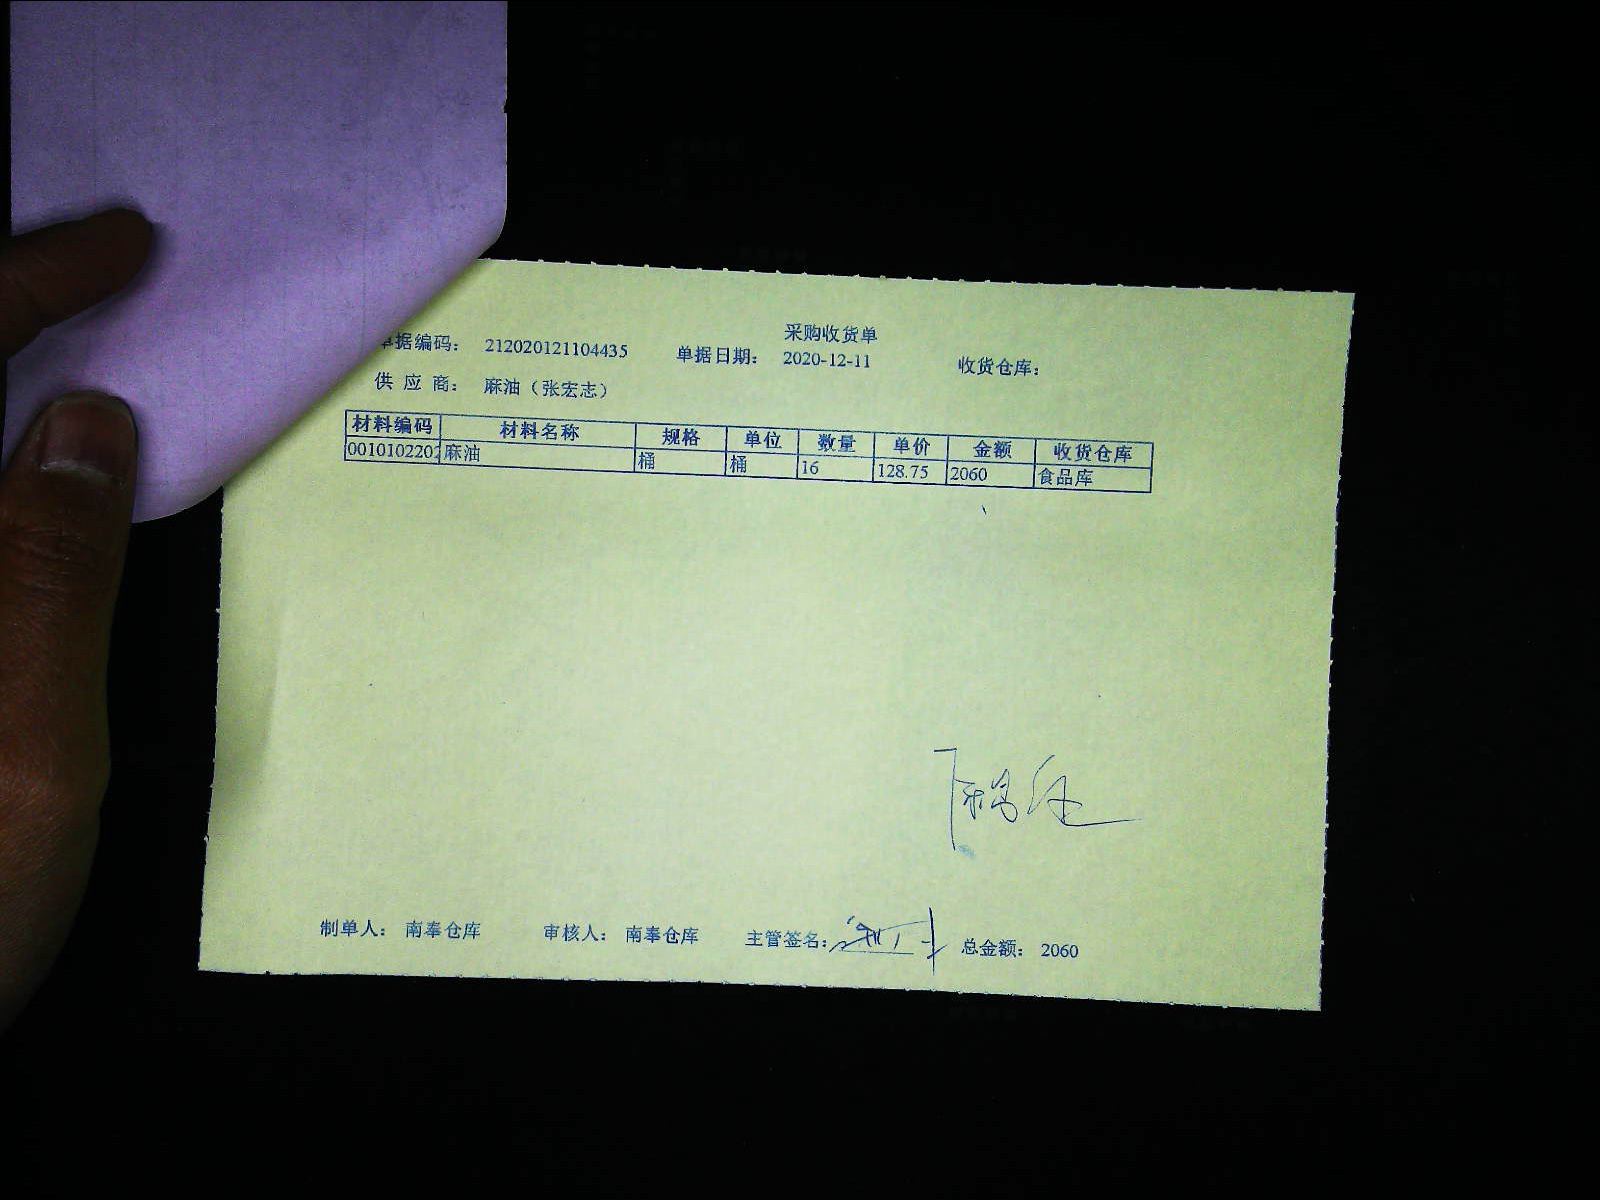 采购收货单
单据编码： 212020121104435 单据日期： 2020-12-11 收货仓库：
供 应 商： 麻油（张宏志）
材料编码 材料名称 规格 单位 数量 单价 金额 收货仓库
0010102202 麻油 桶 桶 16 128.75 2060 食品库
制单人： 南奉仓库 审核人： 南奉仓库 主管签名： 总金额： 2060